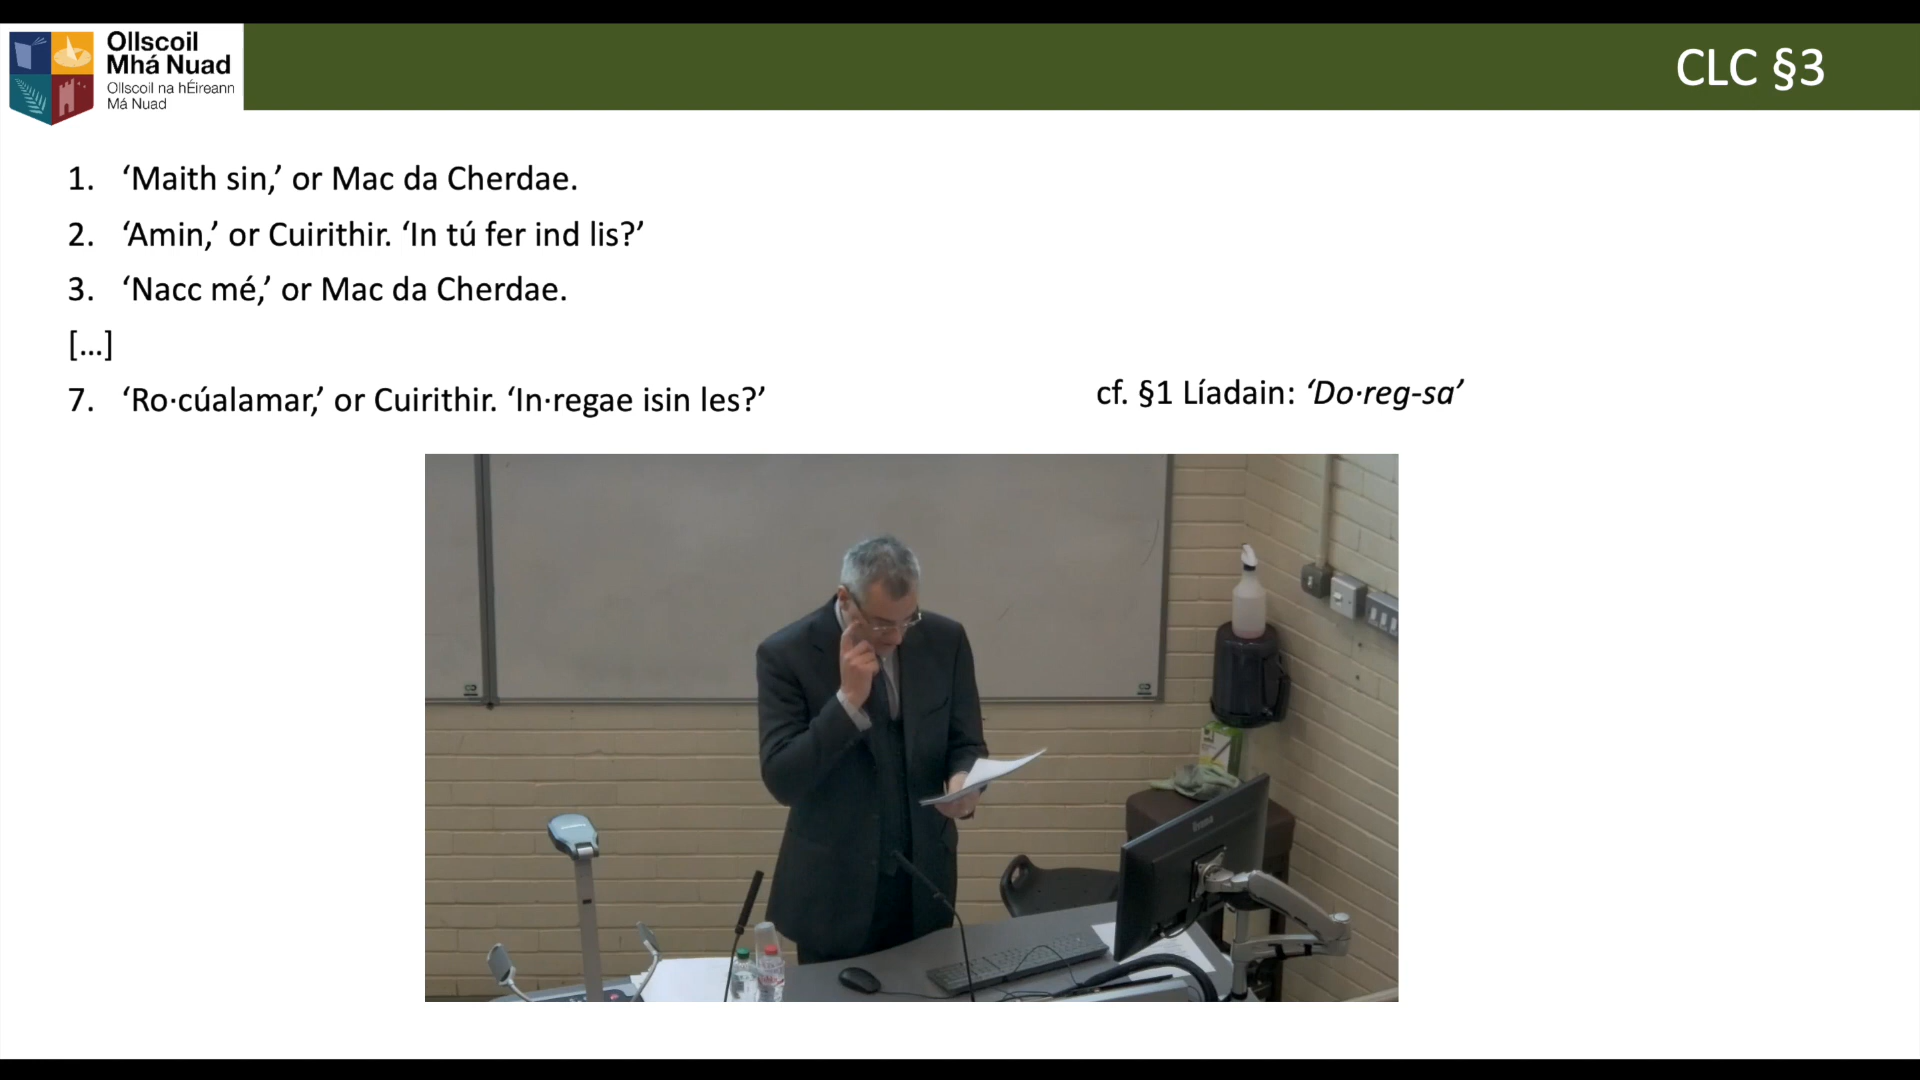 Ollscoil
Mhá Nuad
Ollscoil na hÉireann
Má Nuad
CLC §3
1. ‘Maith sin,’ or Mac da Cherdae.
2. ‘Amin,’ or Cuirithir. ‘In tú fer ind lis?’
3. ‘Nacc mé,’ or Mac da Cherdae.
[…]
7. ‘Ro·cúalamar,’ or Cuirithir. ‘In·regae isin les?’
cf. §1 Líadain: ‘Do·reg-sa’